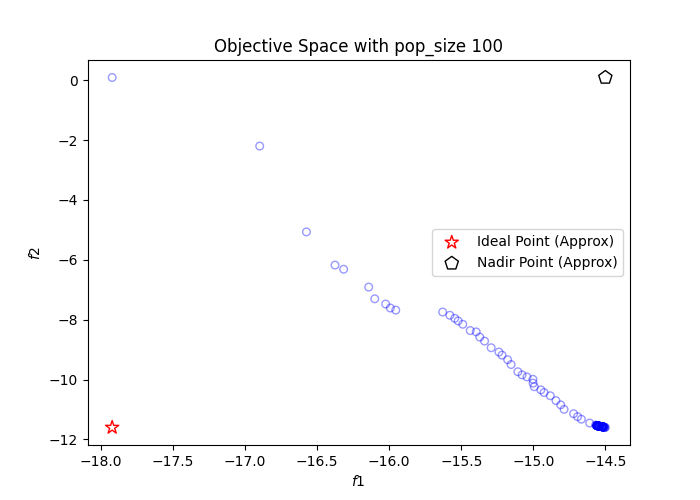 Objective Space with pop_size 100
0
−2
−4
−6
−8
−10
−12
f2
Ideal Point (Approx)
Nadir Point (Approx)
−18.0 −17.5 −17.0 −16.5 −16.0 −15.5 −15.0 −14.5
f1